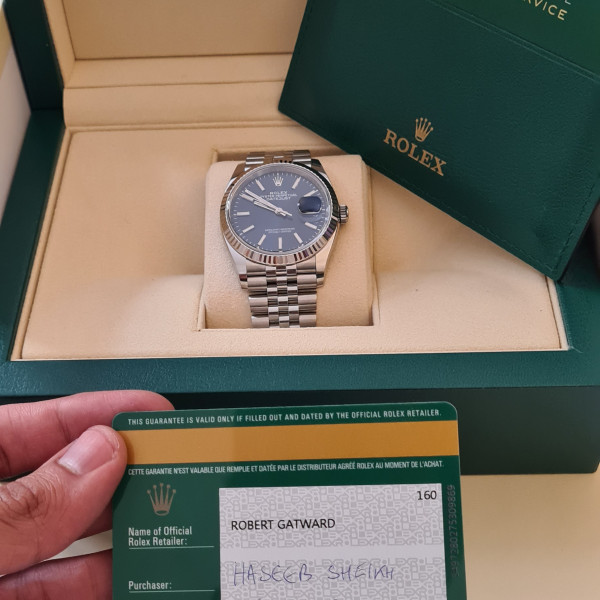 SERVICE
ROLEX
ROLEX
THIS GUARANTEE IS VALID ONLY IF FILLED OUT AND DATED BY THE OFFICIAL ROLEX RETAILER.
CETTE GARANTIE N'EST VALABLE QUE REMPLIE ET DATÉE PAR LE DISTRIBUTEUR AGRÉÉ ROLEX AU MOMENT DE L'ACHAT.
160
Name of Official
Rolex Retailer:
ROBERT GATWARD
Purchaser:
HASEEB SHEIKH